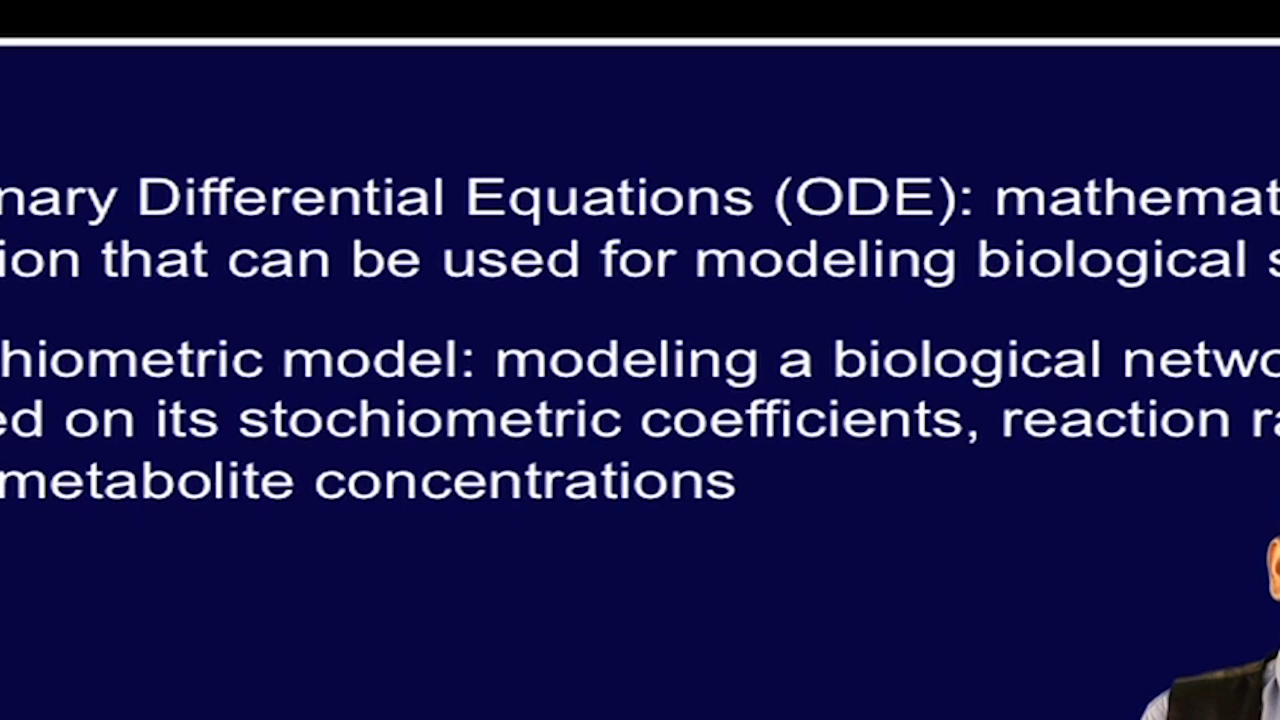 nary Differential Equations (ODE): mathemat
ion that can be used for modeling biological s
hiometric model: modeling a biological netwo
ed on its stochiometric coefficients, reaction ra
metabolite concentrations